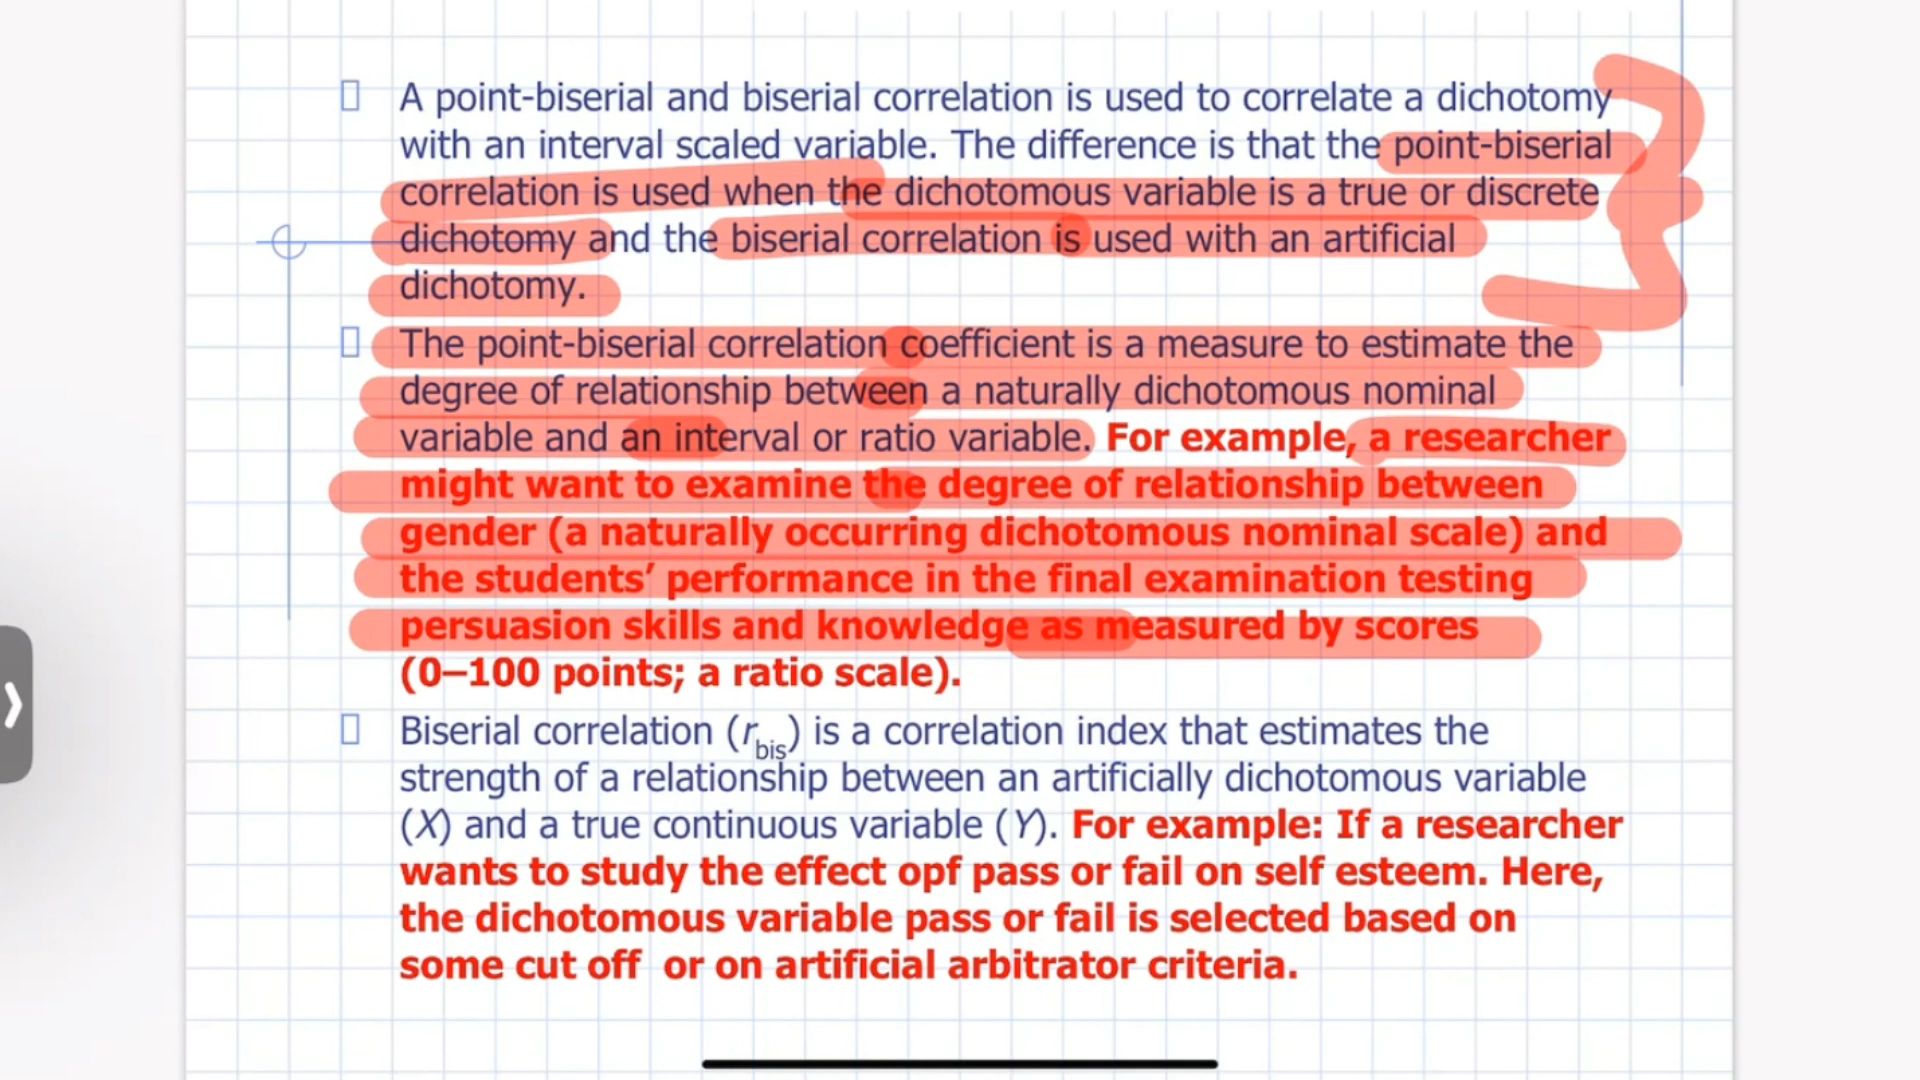 A point-biserial and biserial correlation is used to correlate a dichotomy
with an interval scaled variable. The difference is that the point-biserial
correlation is used when the dichotomous variable is a true or discrete
dichotomy and the biserial correlation is used with an artificial
dichotomy.
The point-biserial correlation coefficient is a measure to estimate the
degree of relationship between a naturally dichotomous nominal
variable and an interval or ratio variable. For example, a researcher
might want to examine the degree of relationship between
gender (a naturally occurring dichotomous nominal scale) and
the students’ performance in the final examination testing
persuasion skills and knowledge as measured by scores
(0–100 points; a ratio scale).
Biserial correlation (rbis) is a correlation index that estimates the
strength of a relationship between an artificially dichotomous variable
(X) and a true continuous variable (Y). For example: If a researcher
wants to study the effect opf pass or fail on self esteem. Here,
the dichotomous variable pass or fail is selected based on
some cut off  or on artificial arbitrator criteria.